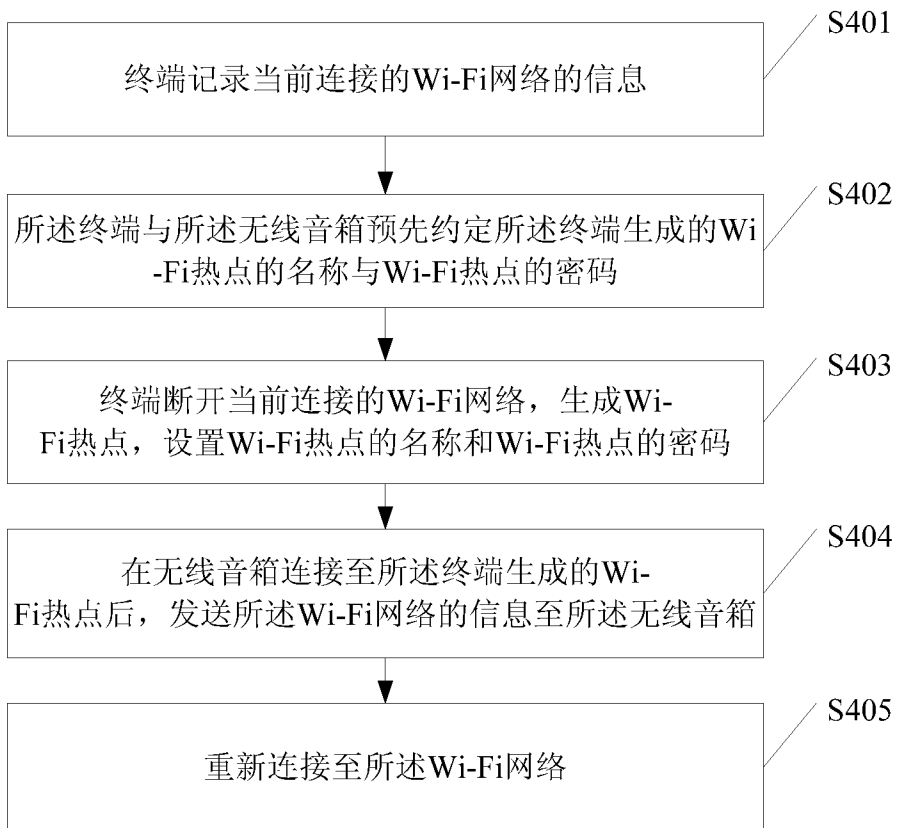 S401
终端记录当前连接的Wi-Fi网络的信息
S402
所述终端与所述无线音箱预先约定所述终端生成的Wi
-Fi热点的名称与Wi-Fi热点的密码
S403
终端断开当前连接的Wi-Fi网络，生成Wi-
Fi热点，设置Wi-Fi热点的名称和Wi-Fi热点的密码
S404
在无线音箱连接至所述终端生成的Wi-
Fi热点后，发送所述Wi-Fi网络的信息至所述无线音箱
S405
重新连接至所述Wi-Fi网络